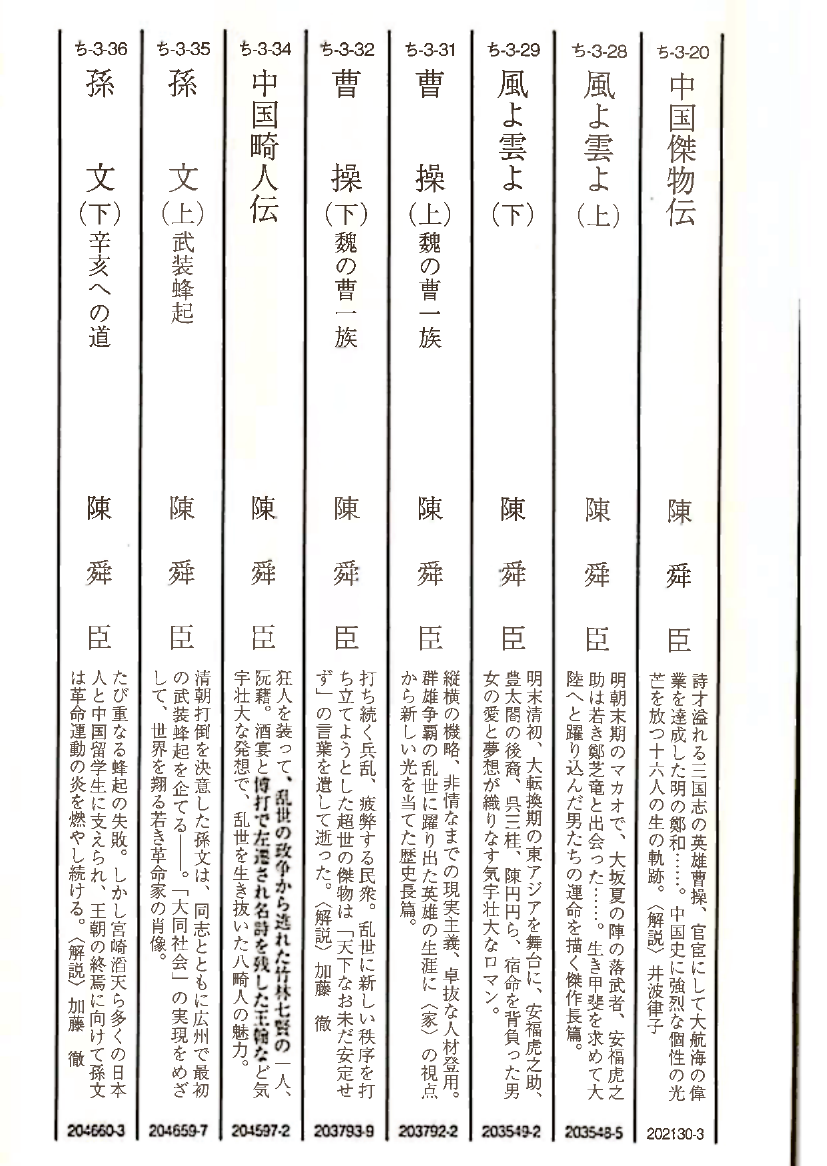 ち-3-20
中国傑物伝
陳舜臣
詩才溢れる三国志の英雄曹操、官宦にして大航海の偉
業を達成した明の鄭和……。中国史に強烈な個性の光
芒を放つ十六人の生の軌跡。〈解説〉井波律子
202130-3
ち-3-28
風よ雲よ(上)
陳舜臣
明朝末期のマカオで、大坂夏の陣の落武者、安福虎之
助は若き鄭芝竜と出会った……。生き甲斐を求めて大
陸へと躍り込んだ男たちの運命を描く傑作長篇。
203548-5
ち-3-29
風よ雲よ(下)
陳舜臣
明末清初、大転換期の東アジアを舞台に、安福虎之助、
豊太閤の後裔、呉三桂、陳円円ら、宿命を背負った男
女の愛と夢想が織りなす気宇壮大なロマン。
203549-2
ち-3-31
曹操(上)魏の曹一族
陳舜臣
縦横の機略、非情なまでの現実主義、卓抜な人材登用。
群雄争覇の乱世に躍り出た英雄の生涯に〈家〉の視点
から新しい光を当てた歴史長篇。
203792-2
ち-3-32
曹操(下)魏の曹一族
陳舜臣
打ち続く兵乱、疲弊する民衆。乱世に新しい秩序を打
ち立てようとした超世の傑物は「天下なお未だ安定せ
ず」の言葉を遺して逝った。〈解説〉加藤 徹
203793-9
ち-3-34
中国畸人伝
陳舜臣
狂人を装って、乱世の政争から逃れた竹林七賢の一人、
阮籍。酒宴と博打で左遷され名詩を残した王翰など気
宇壮大な発想で、乱世を生き抜いた八畸人の魅力。
204597-2
ち-3-35
孫文(上)武装蜂起
陳舜臣
清朝打倒を決意した孫文は、同志とともに広州で最初
の武装蜂起を企てる――。「大同社会」の実現をめざ
して、世界を翔る若き革命家の肖像。
204659-7
ち-3-36
孫文(下)辛亥への道
陳舜臣
たび重なる蜂起の失敗。しかし宮崎滔天ら多くの日本
人と中国留学生に支えられ、王朝の終焉に向けて孫文
は革命運動の炎を燃やし続ける。〈解説〉加藤 徹
204660-3